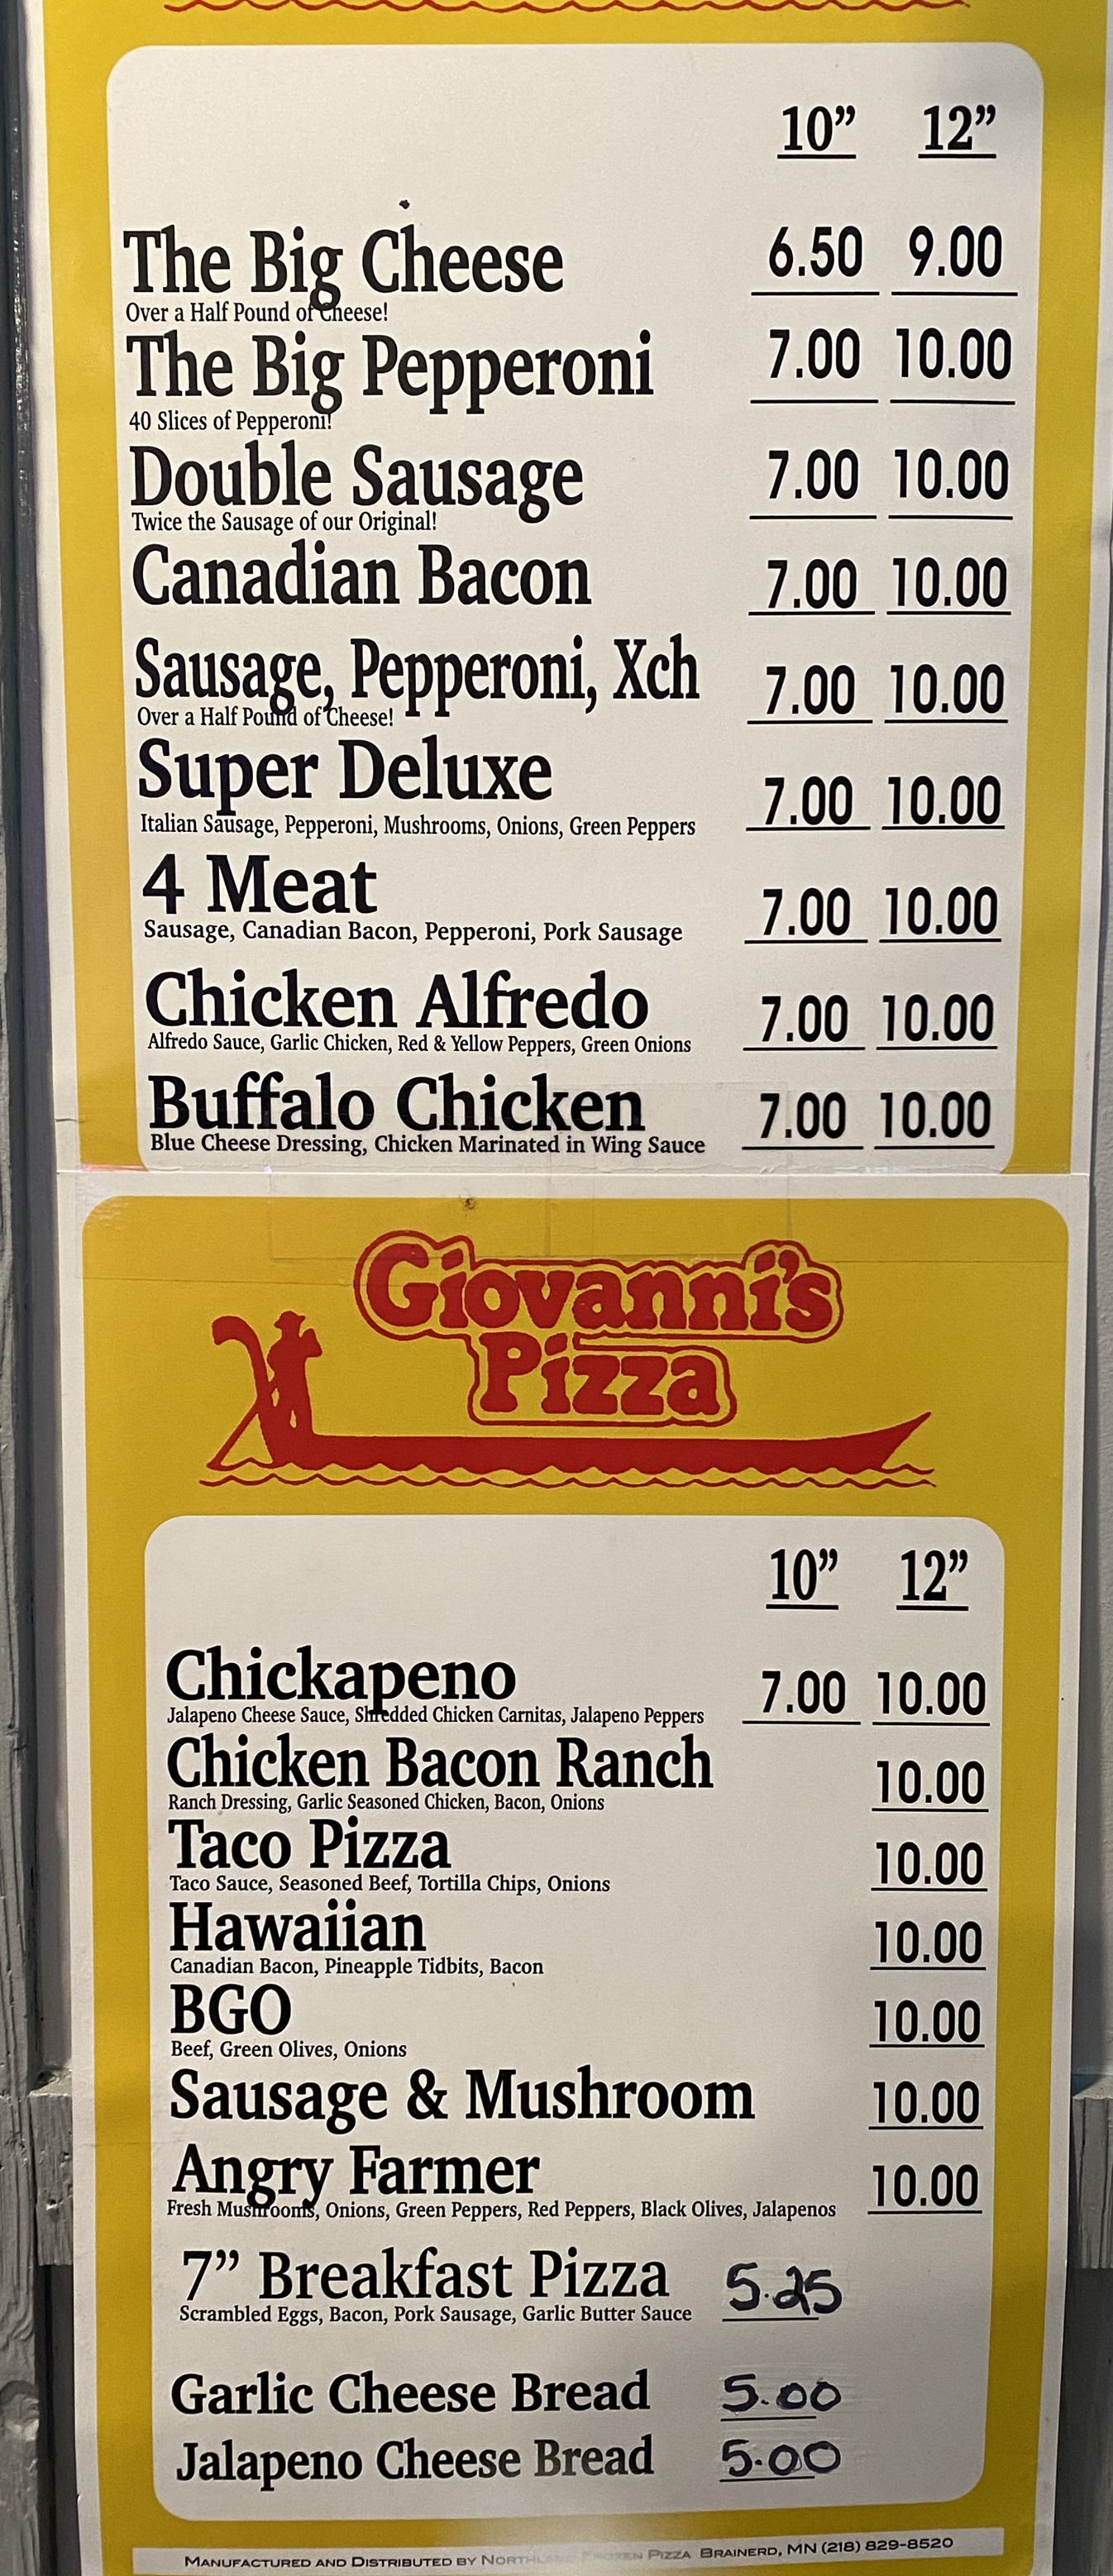 10” 12”
The Big Cheese 6.50 9.00
Over a Half Pound of Cheese!
The Big Pepperoni 7.00 10.00
40 Slices of Pepperoni!
Double Sausage 7.00 10.00
Twice the Sausage of our Original!
Canadian Bacon 7.00 10.00
Sausage, Pepperoni, Xch 7.00 10.00
Over a Half Pound of Cheese!
Super Deluxe 7.00 10.00
Italian Sausage, Pepperoni, Mushrooms, Onions, Green Peppers
4 Meat 7.00 10.00
Sausage, Canadian Bacon, Pepperoni, Pork Sausage
Chicken Alfredo 7.00 10.00
Alfredo Sauce, Garlic Chicken, Red & Yellow Peppers, Green Onions
Buffalo Chicken 7.00 10.00
Blue Cheese Dressing, Chicken Marinated in Wing Sauce
Giovanni's
Pizza
10” 12”
Chickapeno 7.00 10.00
Jalapeno Cheese Sauce, Shredded Chicken Carnitas, Jalapeno Peppers
Chicken Bacon Ranch 10.00
Ranch Dressing, Garlic Seasoned Chicken, Bacon, Onions
Taco Pizza 10.00
Taco Sauce, Seasoned Beef, Tortilla Chips, Onions
Hawaiian 10.00
Canadian Bacon, Pineapple Tidbits, Bacon
BGO 10.00
Beef, Green Olives, Onions
Sausage & Mushroom 10.00
Angry Farmer 10.00
Fresh Mushrooms, Onions, Green Peppers, Red Peppers, Black Olives, Jalapenos
7” Breakfast Pizza 5.25
Scrambled Eggs, Bacon, Pork Sausage, Garlic Butter Sauce
Garlic Cheese Bread 5.00
Jalapeno Cheese Bread 5.00
Manufactured and Distributed by Frozen Pizza Brainerd, MN (218) 829-8520